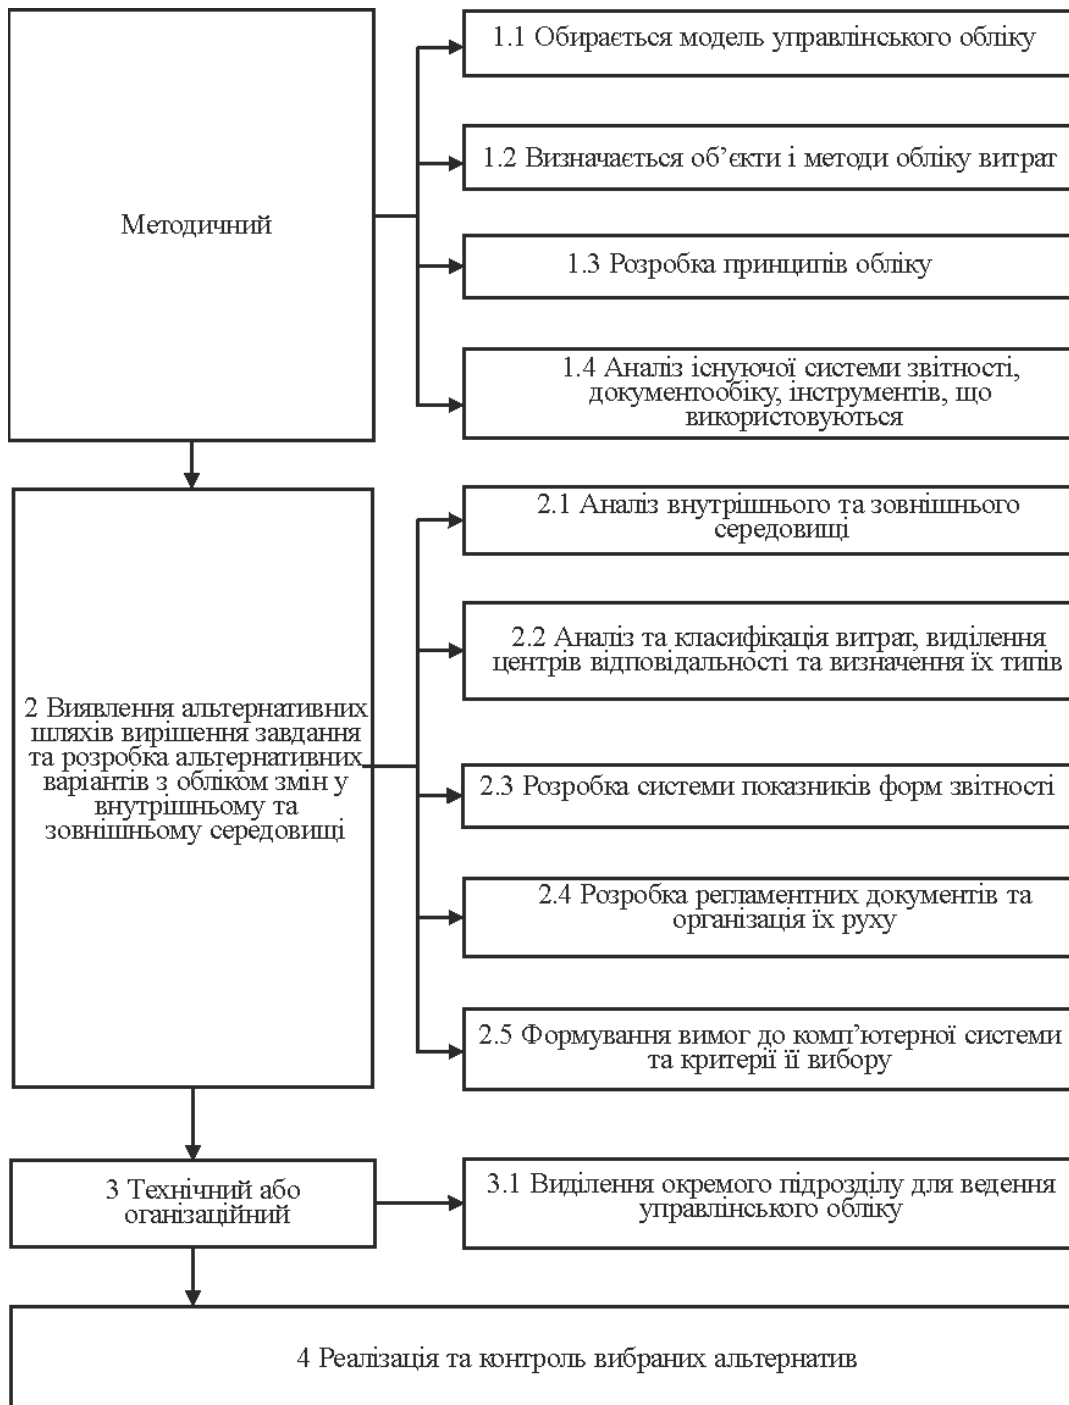 Методичний
1.1 Обирається модель управлінського обліку
1.2 Визначається об’єкти і методи обліку витрат
1.3 Розробка принципів обліку
1.4 Аналіз існуючої системи звітності,
документообіку, інструментів, що
використовуються
2 Виявлення альтернативних
шляхів вирішення завдання
та розробка альтернативних
варіантів з обліком змін у
внутрішньому та
зовнішньому середовищі
2.1 Аналіз внутрішнього та зовнішнього
середовищі
2.2 Аналіз та класифікація витрат, виділення
центрів відповідальності та визначення їх типів
2.3 Розробка системи показників форм звітності
2.4 Розробка регламентних документів та
організація їх руху
2.5 Формування вимог до комп’ютерної системи
та критерії її вибору
3 Технічний або
оганізаційний
3.1 Виділення окремого підрозділу для ведення
управлінського обліку
4 Реалізація та контроль вибраних альтернатив